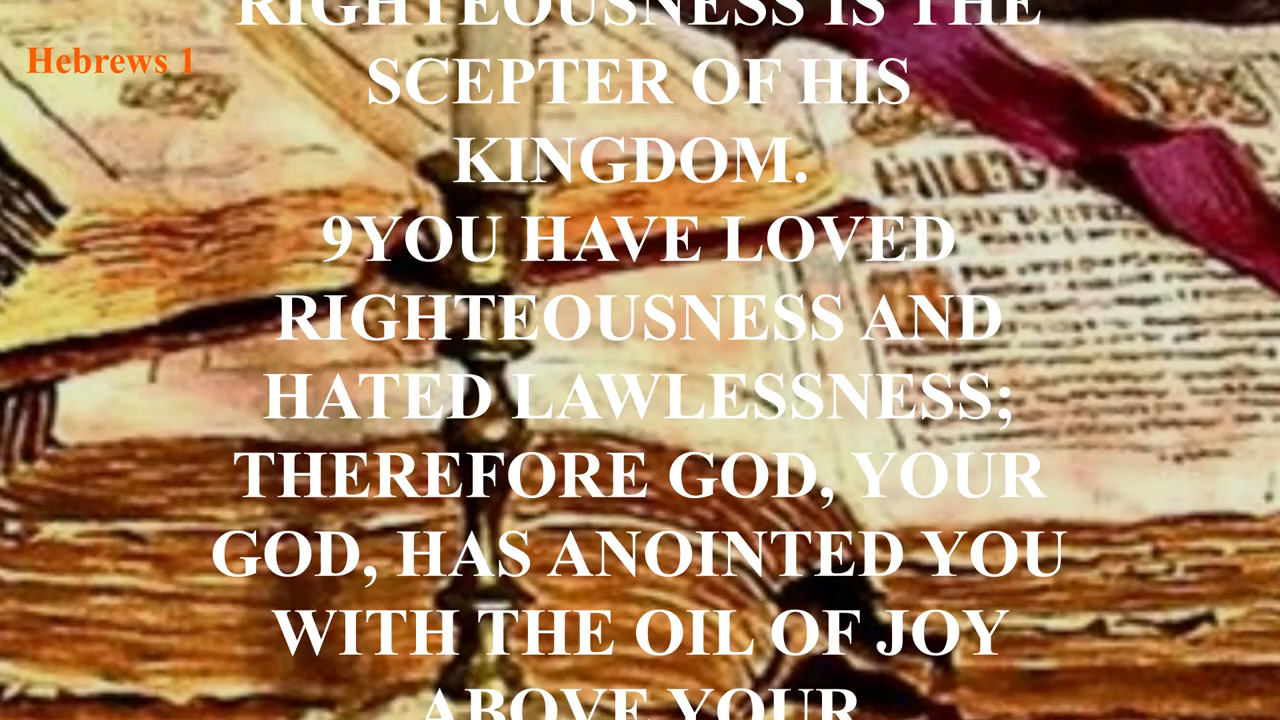 RIGHTEOUSNESS IS THE
Hebrews 1
SCEPTER OF HIS
KINGDOM.
9YOU HAVE LOVED
RIGHTEOUSNESS AND
HATED LAWLESSNESS;
THEREFORE GOD, YOUR
GOD, HAS ANOINTED YOU
WITH THE OIL OF JOY
ABOVE YOUR